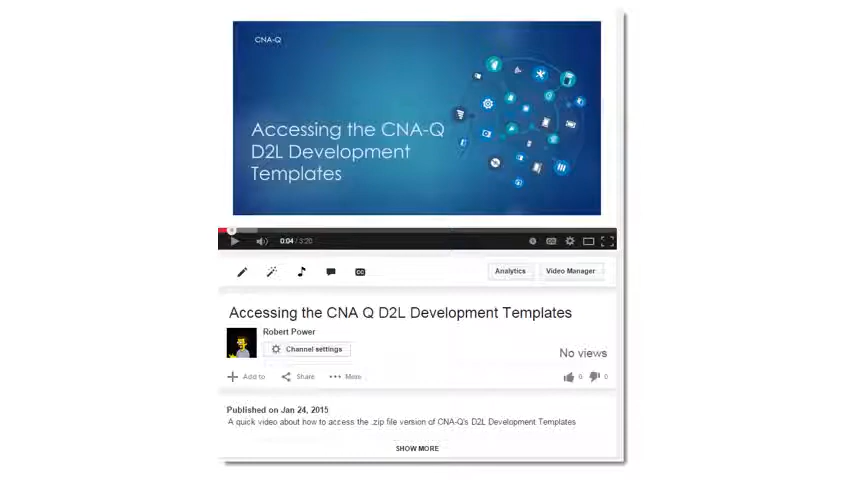 CNA-Q
Accessing the CNA-Q
D2L Development
Templates
0:04 / 3:20
CC
Analytics
Video Manager
Accessing the CNA Q D2L Development Templates
Robert Power
Channel settings
No views
Add to
Share
More
0
0
Published on Jan 24, 2015
A quick video about how to access the .zip file version of CNA-Q's D2L Development Templates
SHOW MORE